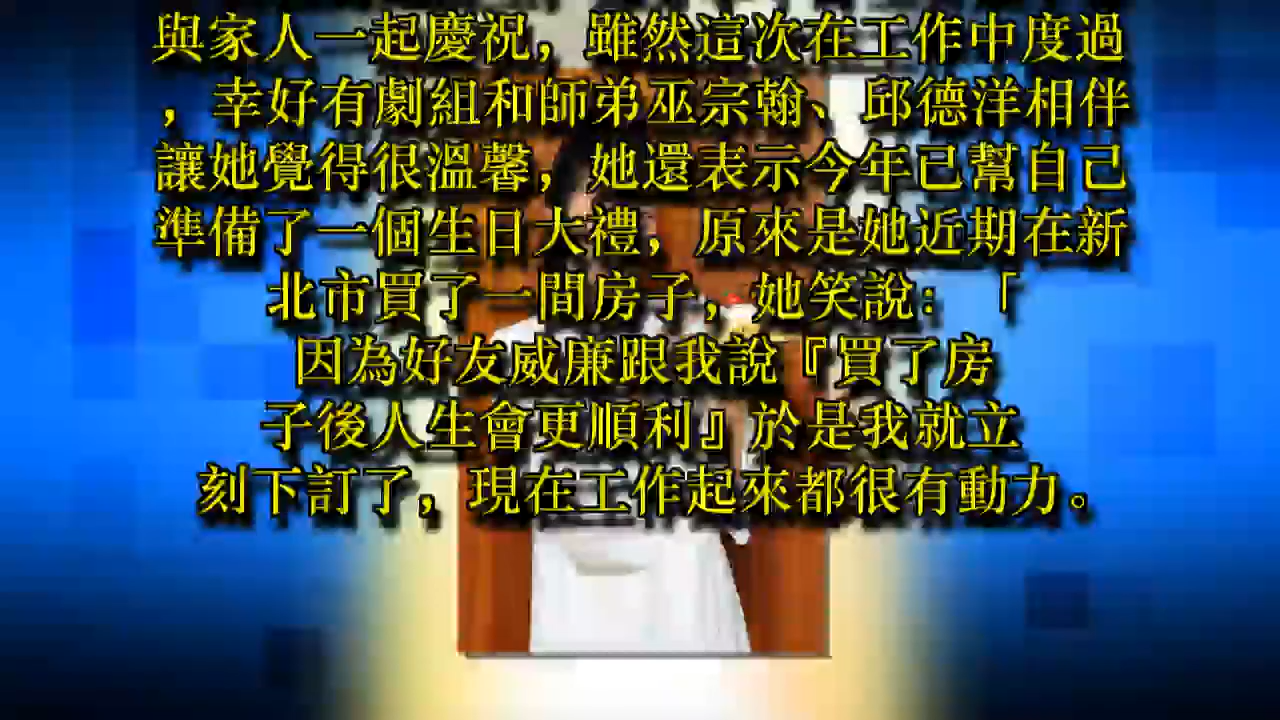 與家人一起慶祝，雖然這次在工作中度過
，幸好有劇組和師弟巫宗翰、邱德洋相伴
讓她覺得很溫馨，她還表示今年已幫自己
準備了一個生日大禮，原來是她近期在新
北市買了一間房子，她笑說：「
因為好友威廉跟我說『買了房
子後人生會更順利』於是我就立
刻下訂了，現在工作起來都很有動力。